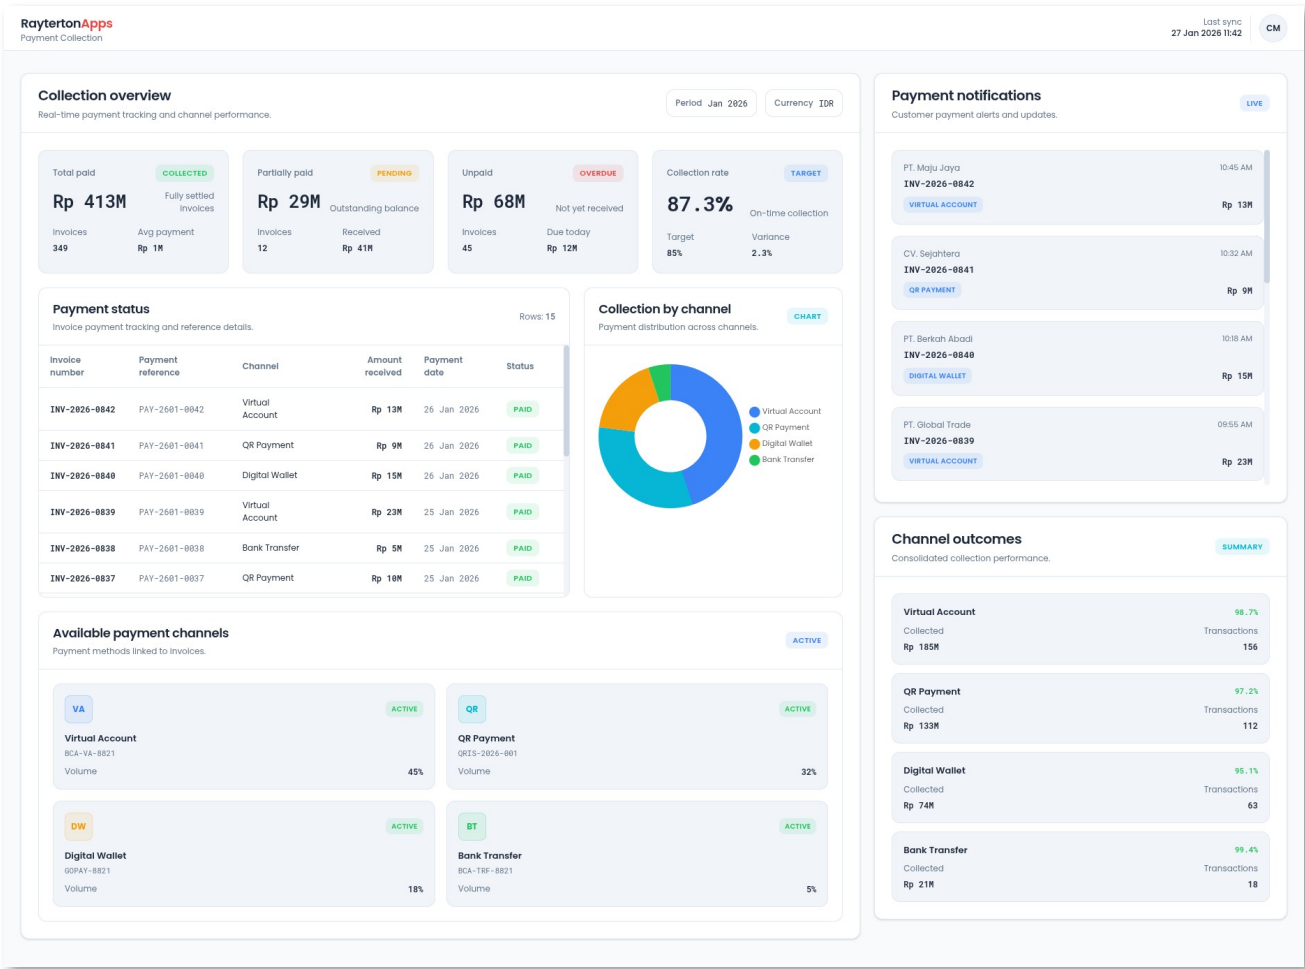 RaytertonApps
Payment Collection
Last sync
27 Jan 2026 11:42
CM
Collection overview
Real-time payment tracking and channel performance.
Period Jan 2026
Currency IDR
Total paid
COLLECTED
Rp 413M
Fully settled
invoices
Invoices
Avg payment
349
Rp 1M
Partially paid
PENDING
Rp 29M
Outstanding balance
Invoices
Received
12
Rp 41M
Unpaid
OVERDUE
Rp 68M
Not yet received
Invoices
Due today
45
Rp 12M
Collection rate
TARGET
87.3%
On-time collection
Target
Variance
85%
2.3%
Payment status
Invoice payment tracking and reference details.
Rows: 15
Invoice number Payment reference Channel Amount received Payment date Status
INV-2026-0842 PAY-2601-0042 Virtual Account Rp 13M 26 Jan 2026 PAID
INV-2026-0841 PAY-2601-0041 QR Payment Rp 9M 26 Jan 2026 PAID
INV-2026-0840 PAY-2601-0040 Digital Wallet Rp 15M 26 Jan 2026 PAID
INV-2026-0839 PAY-2601-0039 Virtual Account Rp 23M 25 Jan 2026 PAID
INV-2026-0838 PAY-2601-0038 Bank Transfer Rp 5M 25 Jan 2026 PAID
INV-2026-0837 PAY-2601-0037 QR Payment Rp 10M 25 Jan 2026 PAID
Collection by channel
Payment distribution across channels.
CHART
Virtual Account
QR Payment
Digital Wallet
Bank Transfer
Available payment channels
Payment methods linked to invoices.
ACTIVE
VA
ACTIVE
Virtual Account
BCA-VA-8821
Volume 45%
QR
ACTIVE
QR Payment
QRIS-2026-001
Volume 32%
DW
ACTIVE
Digital Wallet
GOPAY-8821
Volume 18%
BT
ACTIVE
Bank Transfer
BCA-TRF-8821
Volume 5%
Payment notifications
Customer payment alerts and updates.
LIVE
PT. Maju Jaya 10:45 AM
INV-2026-0842
VIRTUAL ACCOUNT Rp 13M
CV. Sejahtera 10:32 AM
INV-2026-0841
QR PAYMENT Rp 9M
PT. Berkah Abadi 10:18 AM
INV-2026-0840
DIGITAL WALLET Rp 15M
PT. Global Trade 09:55 AM
INV-2026-0839
VIRTUAL ACCOUNT Rp 23M
Channel outcomes
Consolidated collection performance.
SUMMARY
Virtual Account 98.7%
Collected Transactions
Rp 185M 156
QR Payment 97.2%
Collected Transactions
Rp 133M 112
Digital Wallet 95.1%
Collected Transactions
Rp 74M 63
Bank Transfer 99.4%
Collected Transactions
Rp 21M 18